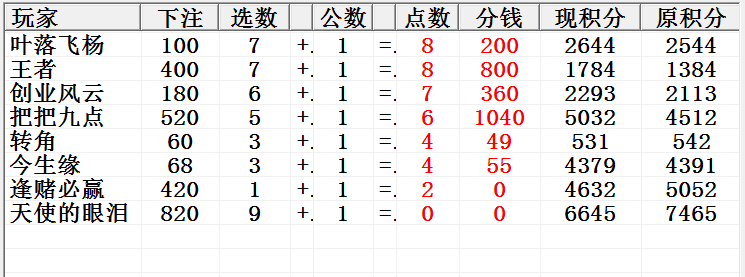 玩家 下注 选数 公数 点数 分钱 现积分 原积分
叶落飞杨 100 7 +. 1 =. 8 200 2644 2544
王者 400 7 +. 1 =. 8 800 1784 1384
创业风云 180 6 +. 1 =. 7 360 2293 2113
把把九点 520 5 +. 1 =. 6 1040 5032 4512
转角 60 3 +. 1 =. 4 49 531 542
今生缘 68 3 +. 1 =. 4 55 4379 4391
逢赌必赢 420 1 +. 1 =. 2 0 4632 5052
天使的眼泪 820 9 +. 1 =. 0 0 6645 7465